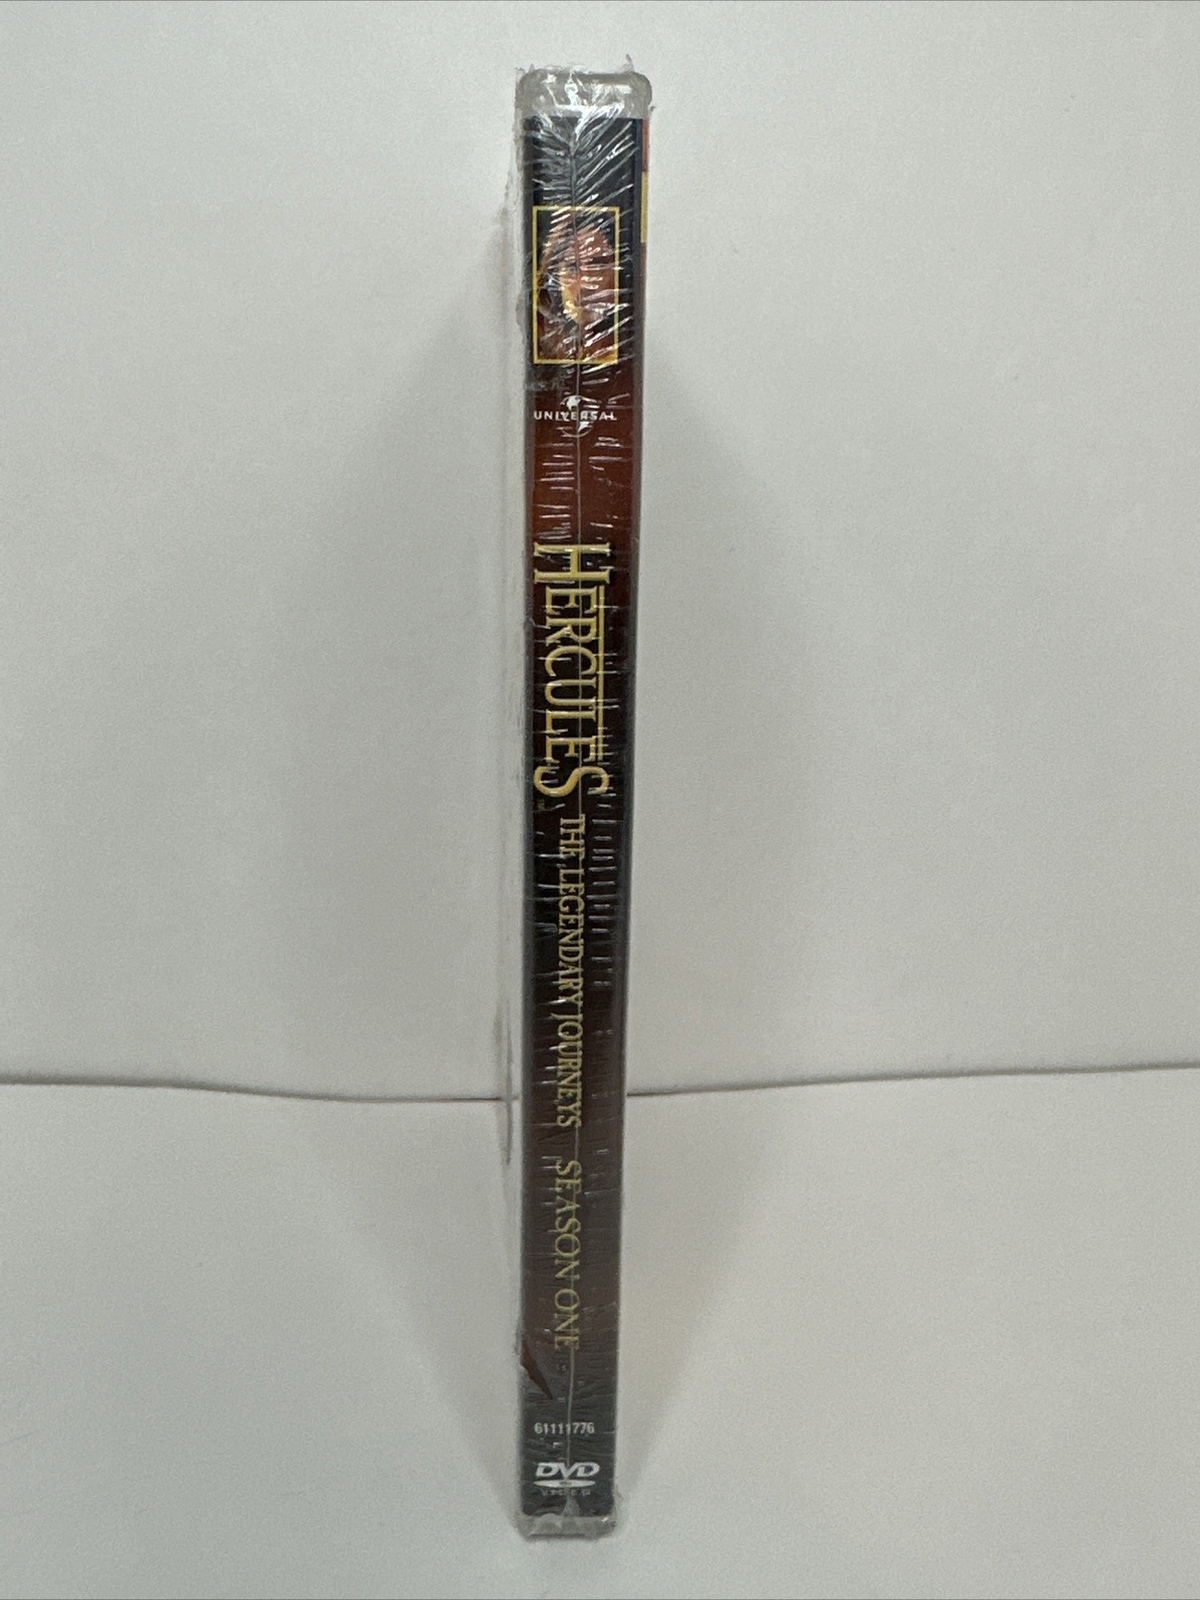 UNIVERSAL
HERCULES
THE LEGENDARY JOURNEYS
SEASON ONE
61111776
DVD